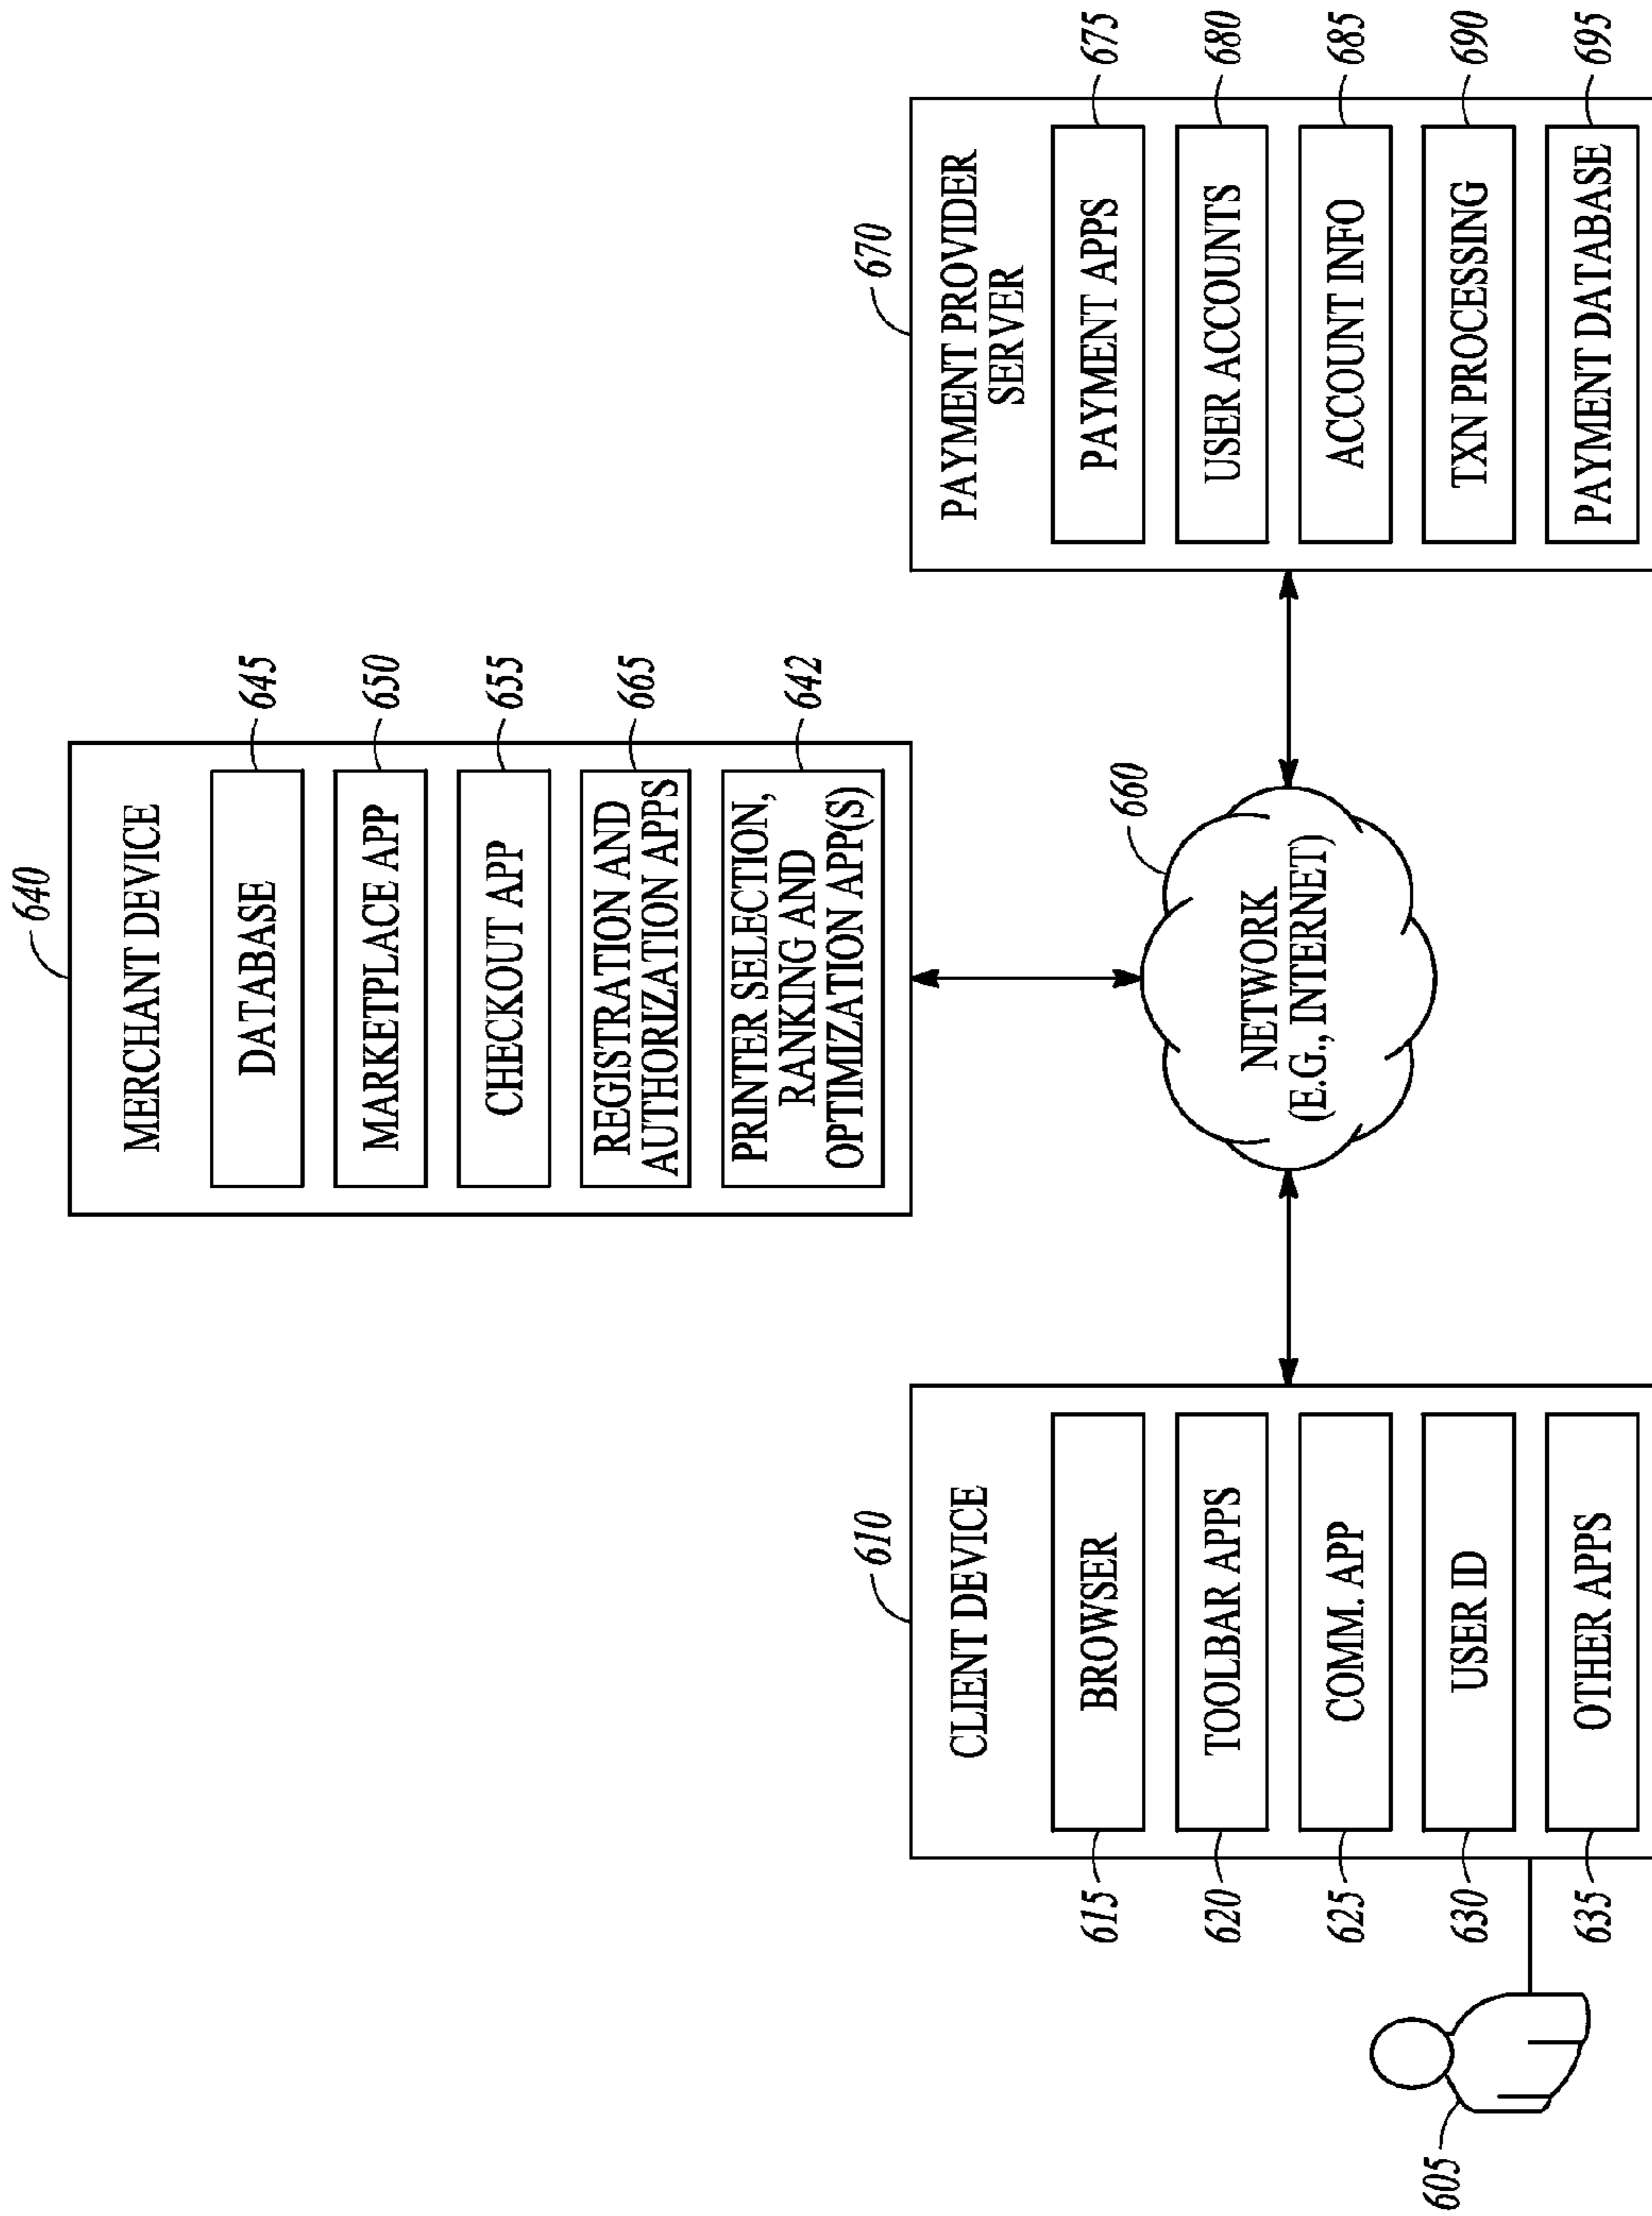 640
MERCHANT DEVICE
DATABASE
645
MARKETPLACE APP
650
CHECKOUT APP
655
REGISTRATION AND
AUTHORIZATION APPS
665
PRINTER SELECTION,
RANKING AND
OPTIMIZATION APP(S)
642
610
CLIENT DEVICE
BROWSER
615
TOOLBAR APPS
620
COMM. APP
625
USER ID
630
OTHER APPS
635
605
660
NETWORK
(E.G., INTERNET)
670
PAYMENT PROVIDER
SERVER
PAYMENT APPS
675
USER ACCOUNTS
680
ACCOUNT INFO
685
TXN PROCESSING
690
PAYMENT DATABASE
695